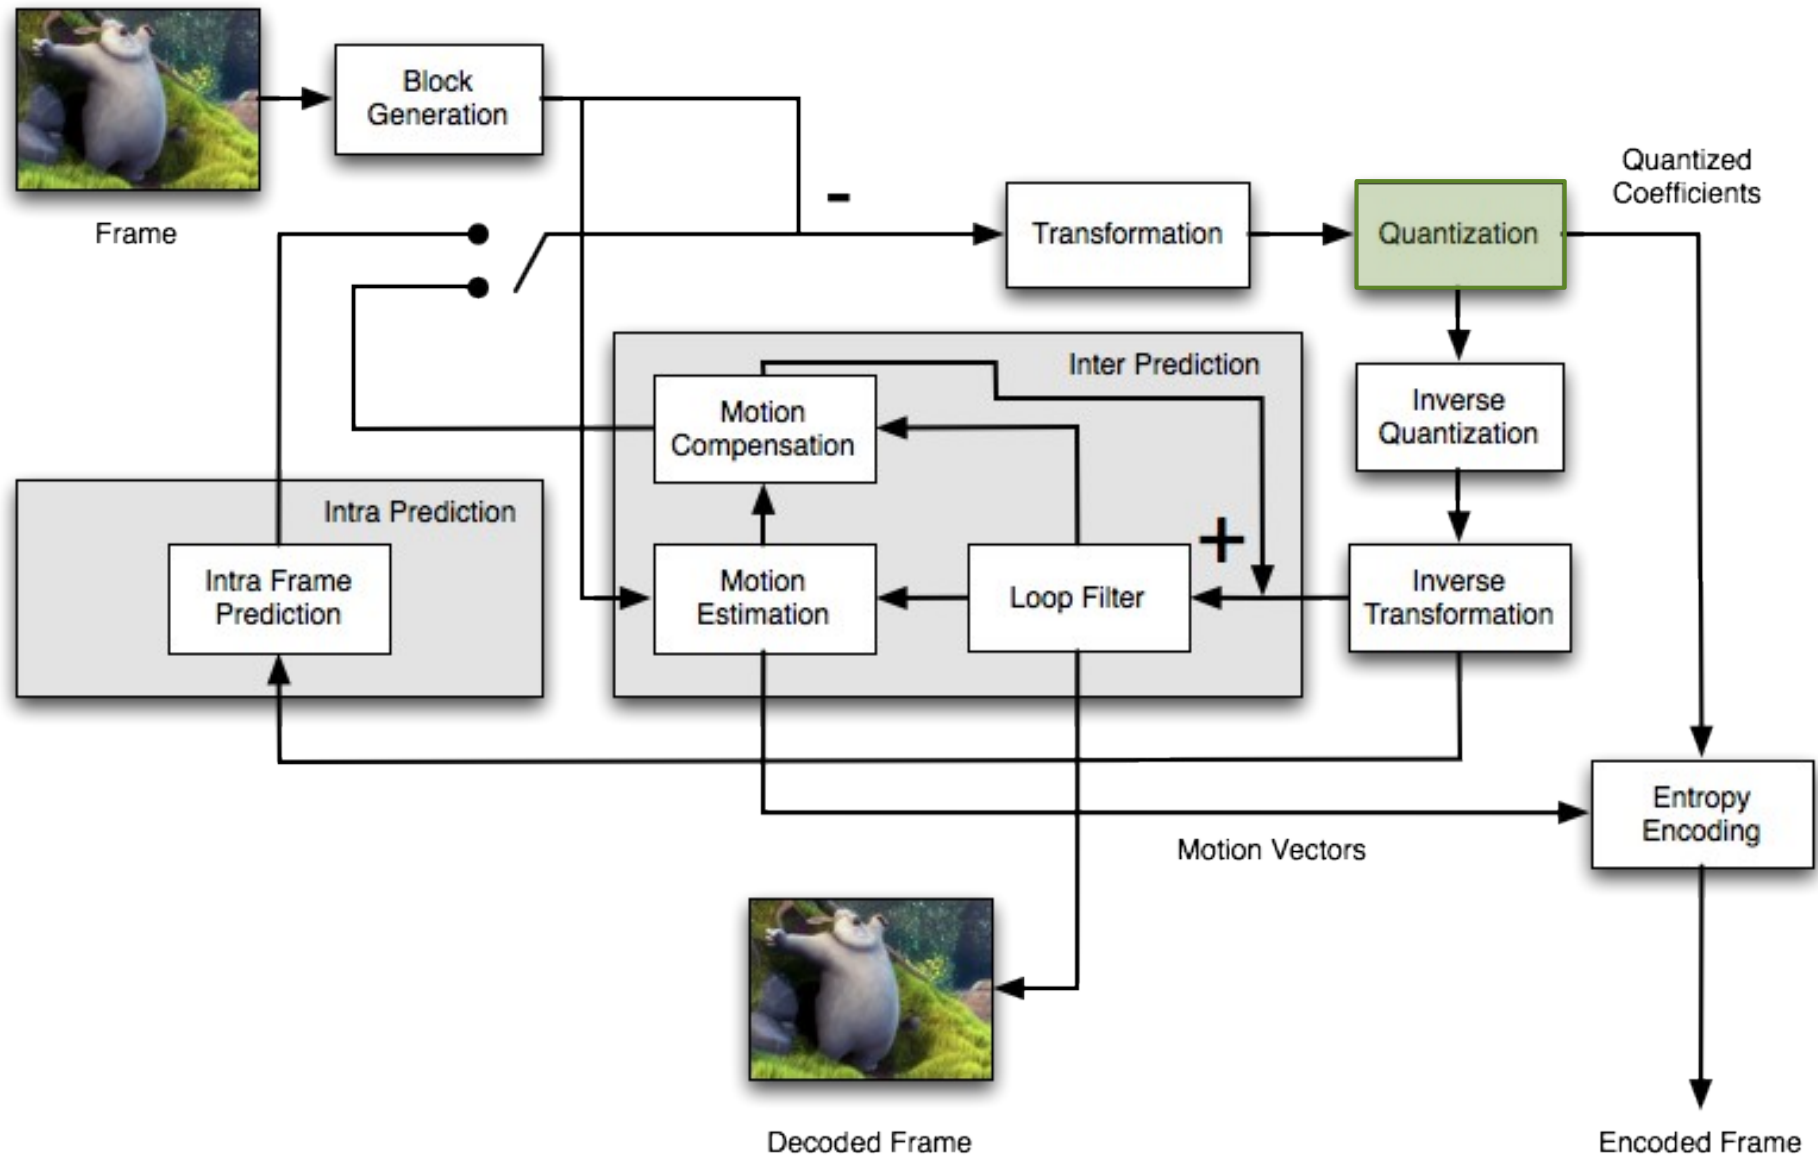 Block
Generation
Frame
-
Transformation
Quantization
Quantized
Coefficients
Inter Prediction
Motion
Compensation
Inverse
Quantization
Intra Prediction
Intra Frame
Prediction
Motion
Estimation
Loop Filter
+
Inverse
Transformation
Entropy
Encoding
Motion Vectors
Decoded Frame
Encoded Frame